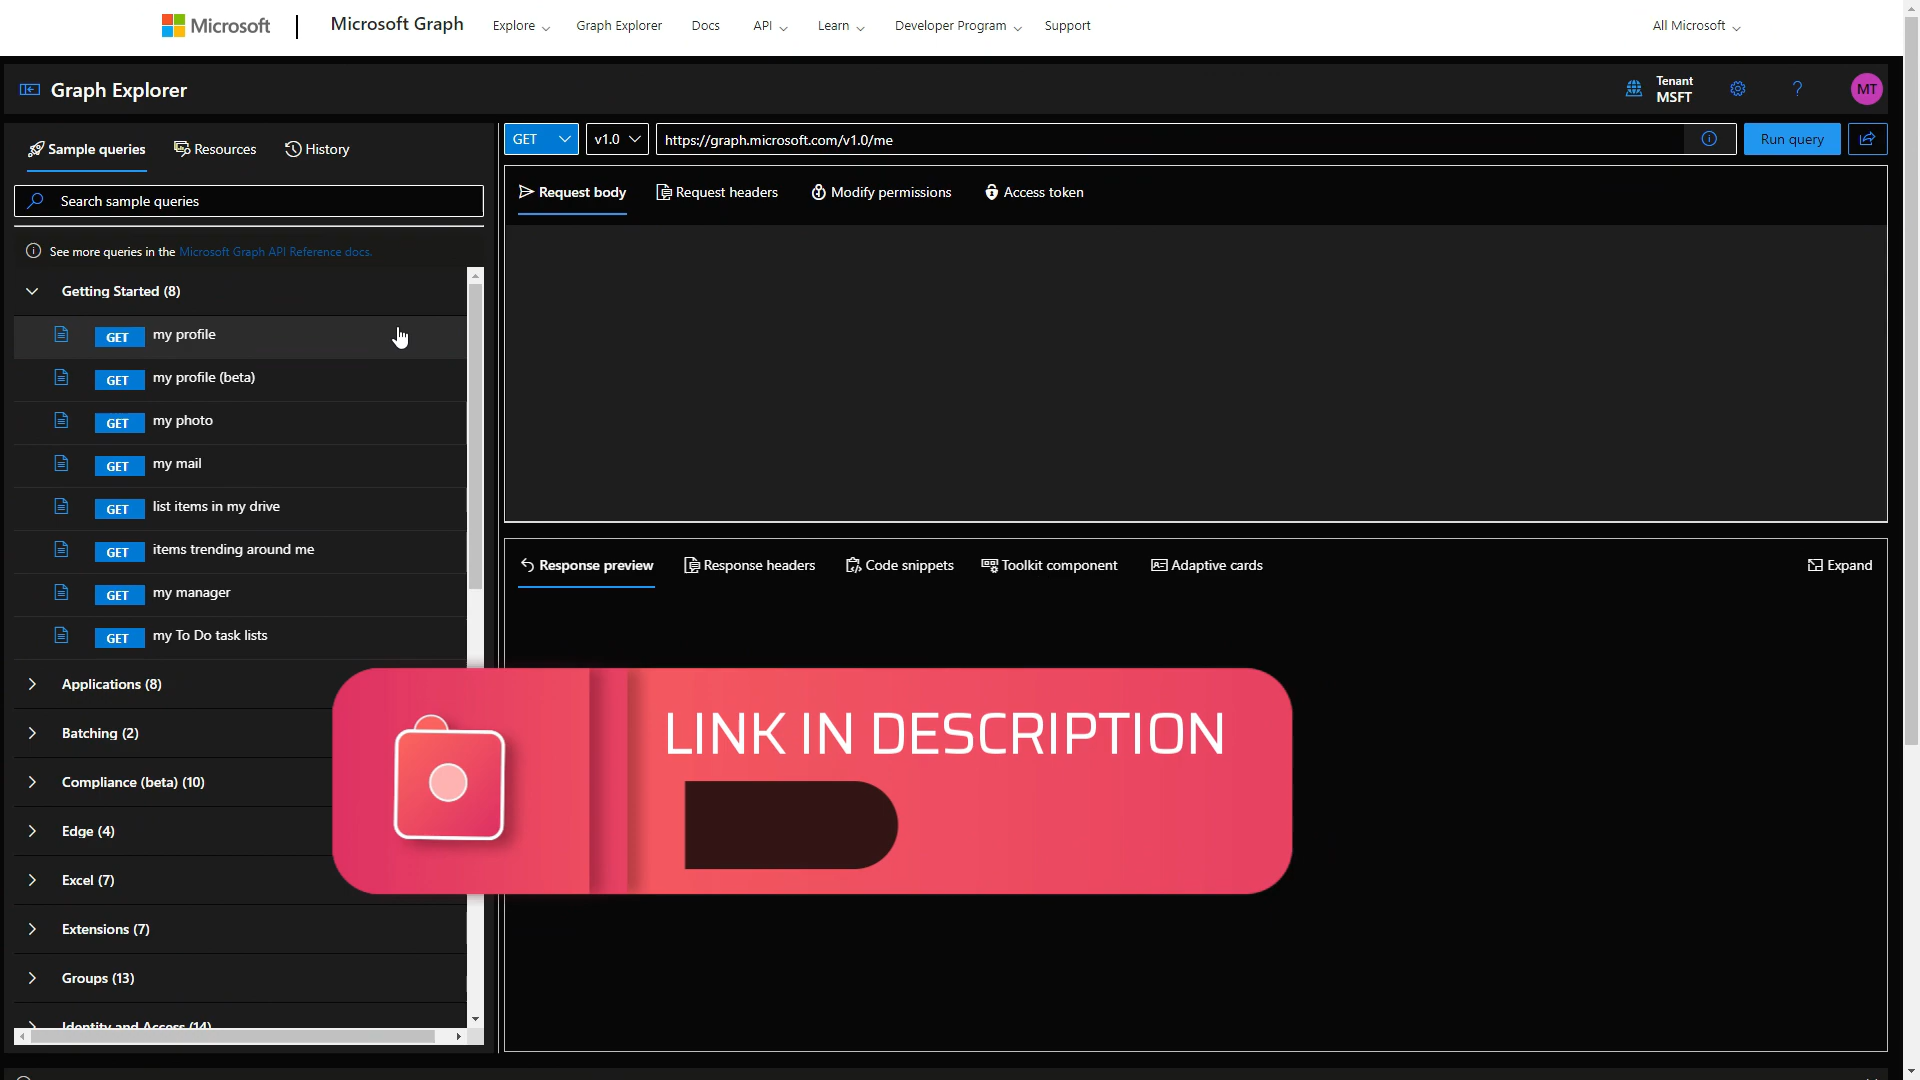 Microsoft
Microsoft Graph
Explore
Graph Explorer
Docs
API
Learn
Developer Program
Support
All Microsoft
Graph Explorer
Tenant
MSFT
?
MT
Sample queries
Resources
History
GET
v1.0
https://graph.microsoft.com/v1.0/me
Run query
Search sample queries
Request body
Request headers
Modify permissions
Access token
See more queries in the Microsoft Graph API Reference docs.
Getting Started (8)
GET my profile
GET my profile (beta)
GET my photo
GET my mail
GET list items in my drive
GET items trending around me
GET my manager
GET my To Do task lists
Response preview
Response headers
Code snippets
Toolkit component
Adaptive cards
Expand
Applications (8)
Batching (2)
Compliance (beta) (10)
Edge (4)
Excel (7)
Extensions (7)
Groups (13)
Identity and Access (14)
LINK IN DESCRIPTION